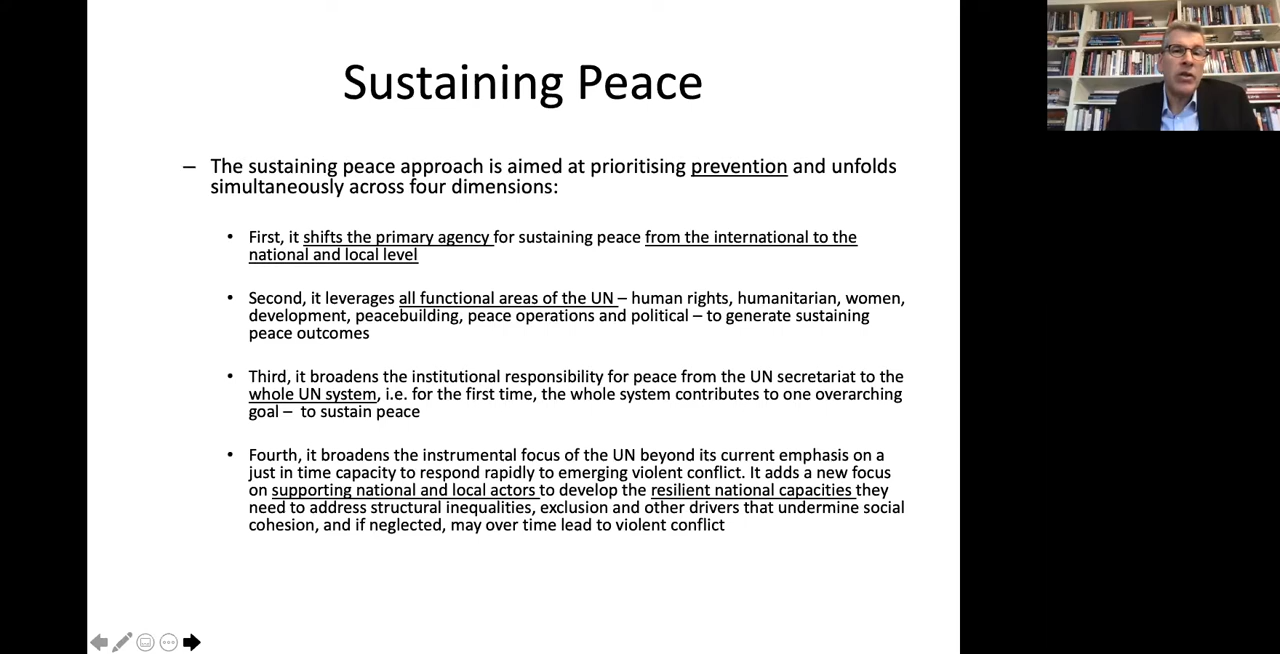 Sustaining Peace
– The sustaining peace approach is aimed at prioritising prevention and unfolds
simultaneously across four dimensions:
• First, it shifts the primary agency for sustaining peace from the international to the
national and local level
• Second, it leverages all functional areas of the UN – human rights, humanitarian, women,
development, peacebuilding, peace operations and political – to generate sustaining
peace outcomes
• Third, it broadens the institutional responsibility for peace from the UN secretariat to the
whole UN system, i.e. for the first time, the whole system contributes to one overarching
goal – to sustain peace
• Fourth, it broadens the instrumental focus of the UN beyond its current emphasis on a
just in time capacity to respond rapidly to emerging violent conflict. It adds a new focus
on supporting national and local actors to develop the resilient national capacities they
need to address structural inequalities, exclusion and other drivers that undermine social
cohesion, and if neglected, may over time lead to violent conflict